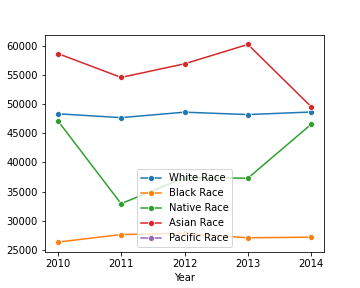 60000
55000
50000
45000
40000
35000
30000
25000
White Race
Black Race
Native Race
Asian Race
Pacific Race
2010 2011 2012 2013 2014
Year